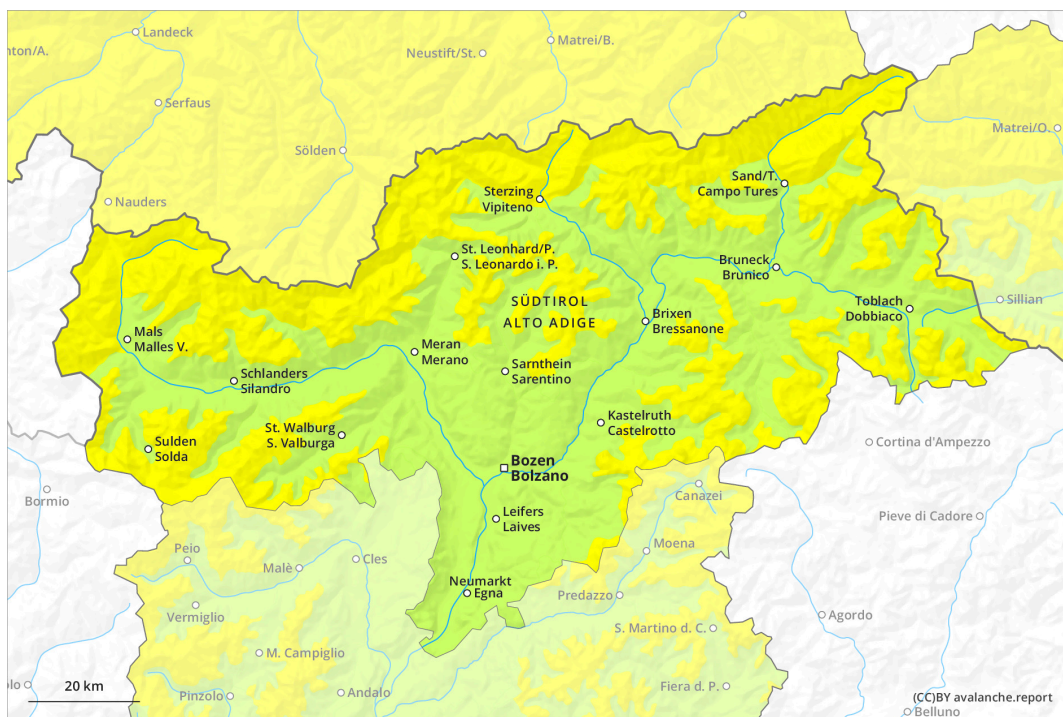 Landeck
nton/A.
Neustift/St.
Matrei/B.
Serfaus
Matrei/O.
Sölden
Sand/T.
Campo Tures
Sterzing
Vipiteno
Nauders
St. Leonhard/P.
S. Leonardo i. P.
Bruneck
Brunico
SÜDTIROL
ALTO ADIGE
Toblach
Dobbiaco
Sillian
Brixen
Bressanone
Mals
Malles V.
Meran
Merano
Sarnthein
Sarentino
Schlanders
Silandro
Kastelruth
Castelrotto
St. Walburg
S. Valburga
Sulden
Solda
Cortina d'Ampezzo
Bozen
Bolzano
Bormio
Canazei
Leifers
Laives
Pieve di Cadore
Peio
Moena
Malè
Cles
Neumarkt
Egna
Predazzo
Vermiglio
Agordo
S. Martino d. C.
M. Campiglio
olo
20 km
Pinzolo
Andalo
Fiera d. P.
(CC)BY avalanche.report
Belluno